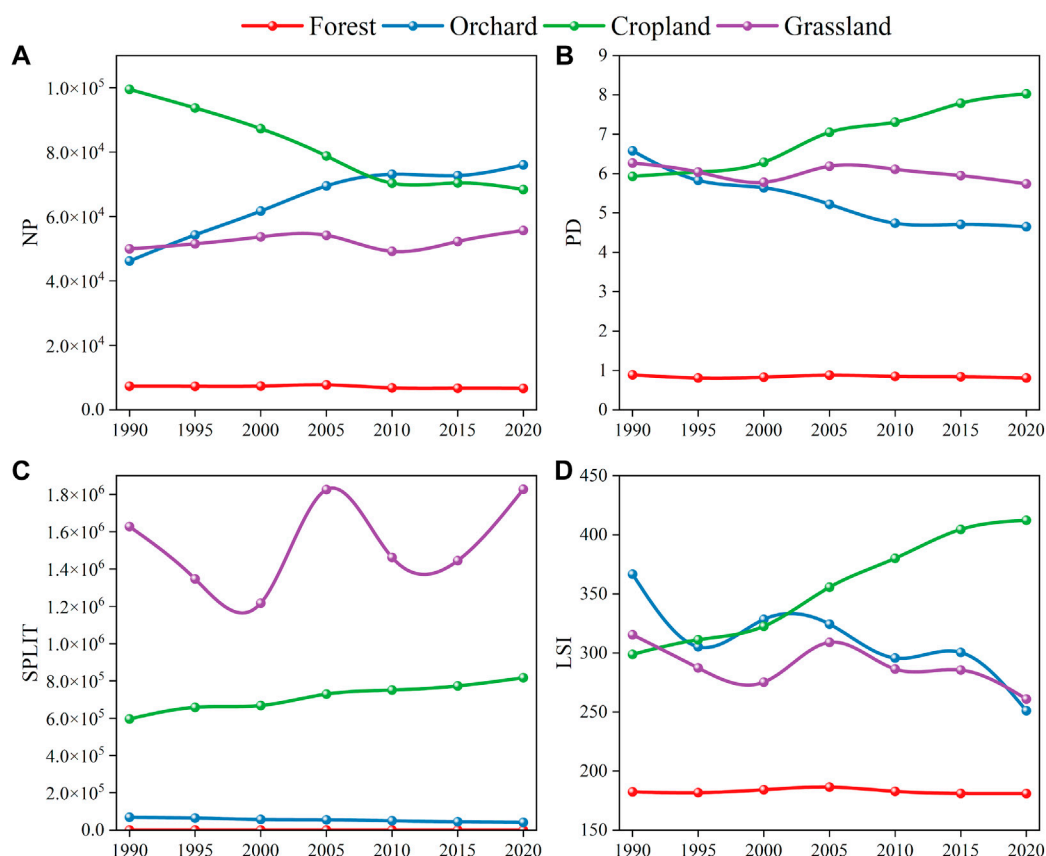 Forest Orchard Cropland Grassland
A
NP
1.0×10⁵
8.0×10⁴
6.0×10⁴
4.0×10⁴
2.0×10⁴
0.0
1990 1995 2000 2005 2010 2015 2020
B
PD
9
8
7
6
5
4
3
2
1
0
1990 1995 2000 2005 2010 2015 2020
C
SPLIT
1.8×10⁶
1.6×10⁶
1.4×10⁶
1.2×10⁶
1.0×10⁶
8.0×10⁵
6.0×10⁵
4.0×10⁵
2.0×10⁵
0.0
1990 1995 2000 2005 2010 2015 2020
D
LSI
450
400
350
300
250
200
150
1990 1995 2000 2005 2010 2015 2020